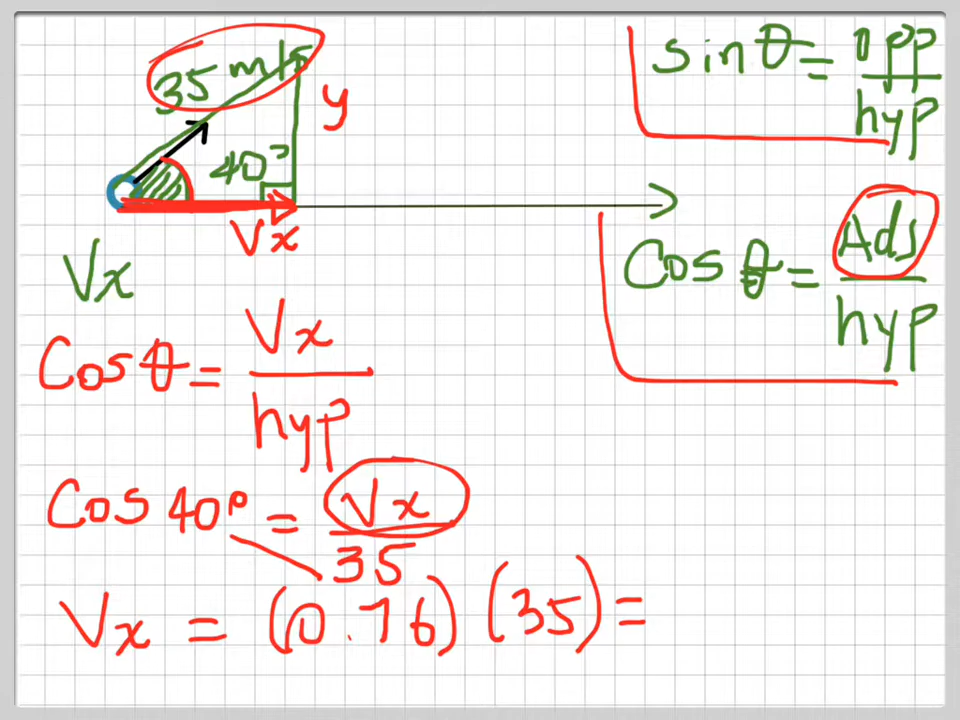 35 m/s
y
40°
Vx
sin θ = opp
hyp
Vx
Cos θ = Adj
hyp
Cos θ = Vx
hyp
Cos 40° = Vx
35
Vx = (0.76) (35) =